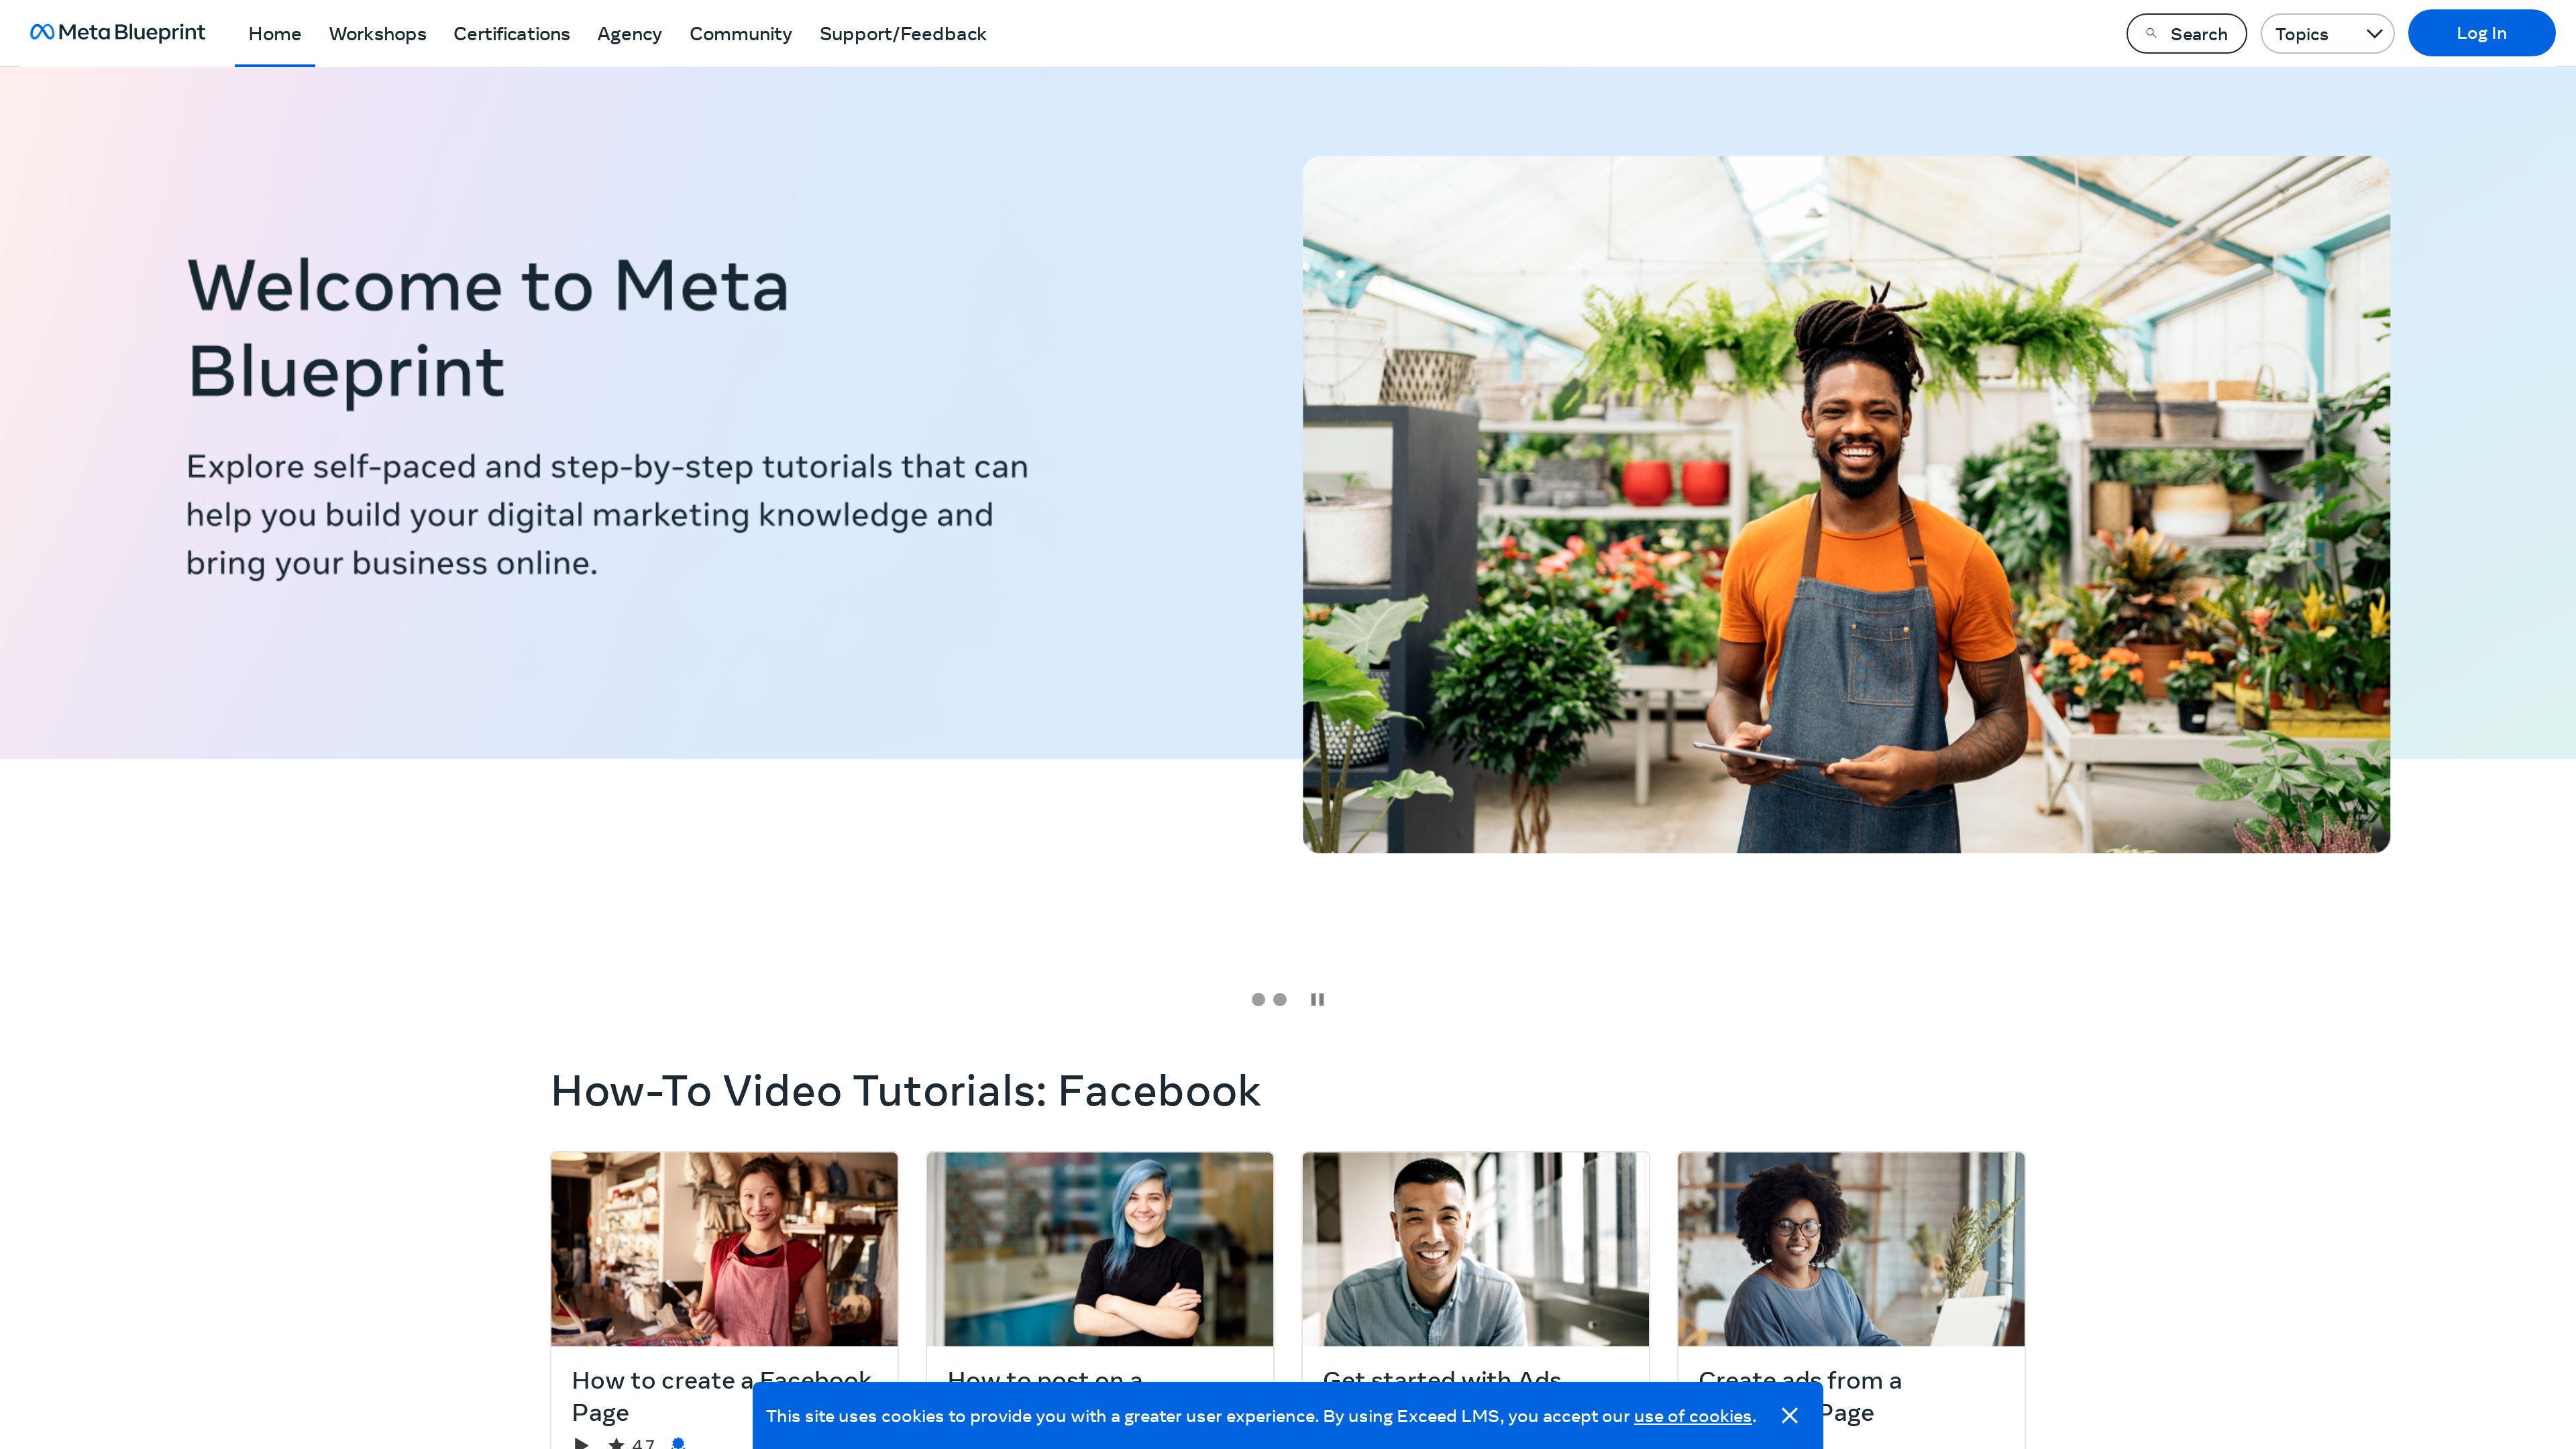 Meta Blueprint
Home
Workshops
Certifications
Agency
Community
Support/Feedback
Search
Topics
Log In
Welcome to Meta
Blueprint
Explore self-paced and step-by-step tutorials that can
help you build your digital marketing knowledge and
bring your business online.
How-To Video Tutorials: Facebook
How to create a Facebook
Page
4.7
How to post on a
Get started with Ads
Create ads from a
Page
This site uses cookies to provide you with a greater user experience. By using Exceed LMS, you accept our use of cookies.